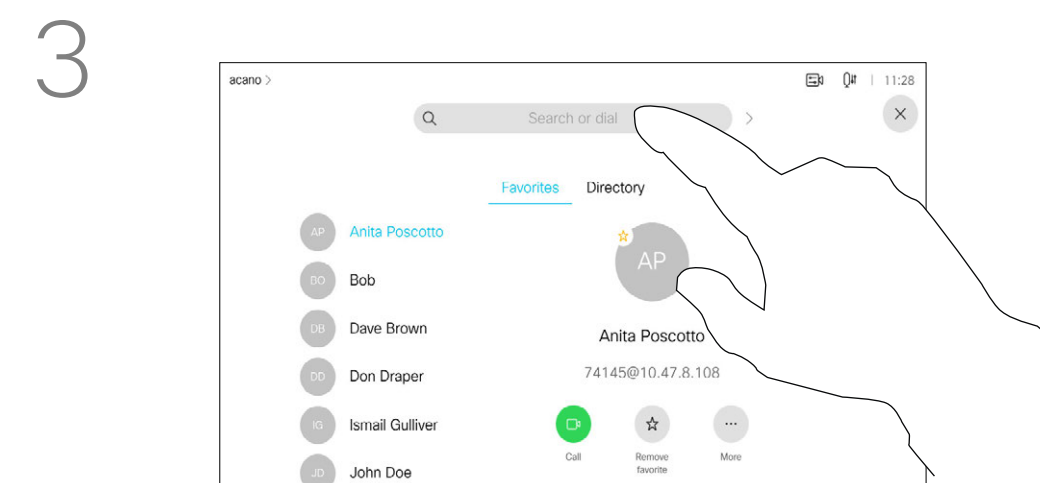 3
acano >
11:28
Search or dial
Favorites Directory
AP Anita Poscotto
AP
BO Bob
DB Dave Brown
Anita Poscotto
DD Don Draper
74145@10.47.8.108
IG Ismail Gulliver
Call Remove favorite More
JD John Doe